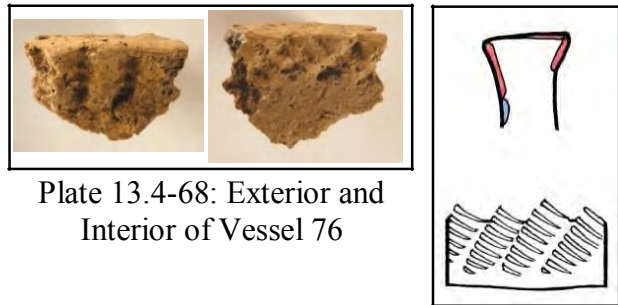 Plate 13.4-68: Exterior and
Interior of Vessel 76